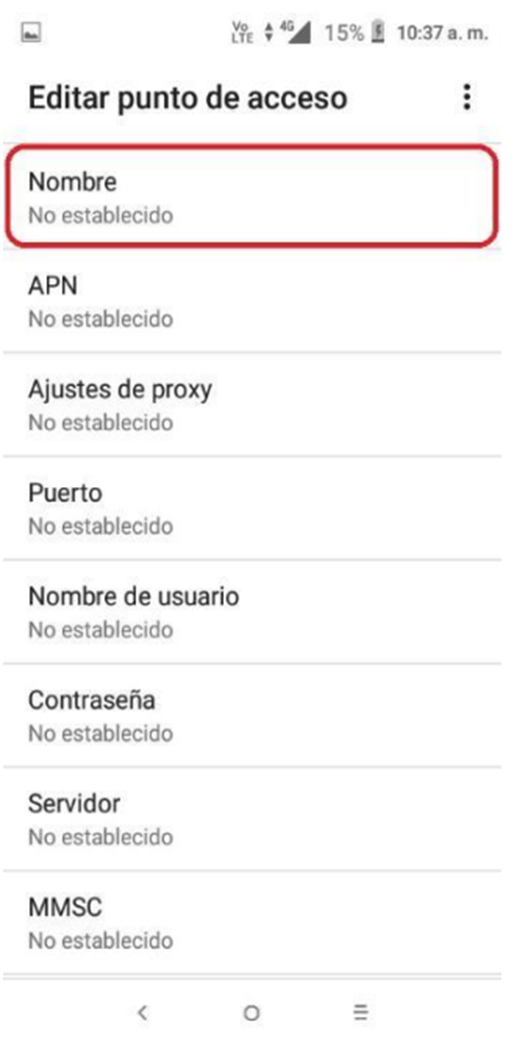 Vo LTE 4G 15% 10:37 a. m.
Editar punto de acceso
Nombre
No establecido
APN
No establecido
Ajustes de proxy
No establecido
Puerto
No establecido
Nombre de usuario
No establecido
Contraseña
No establecido
Servidor
No establecido
MMSC
No establecido